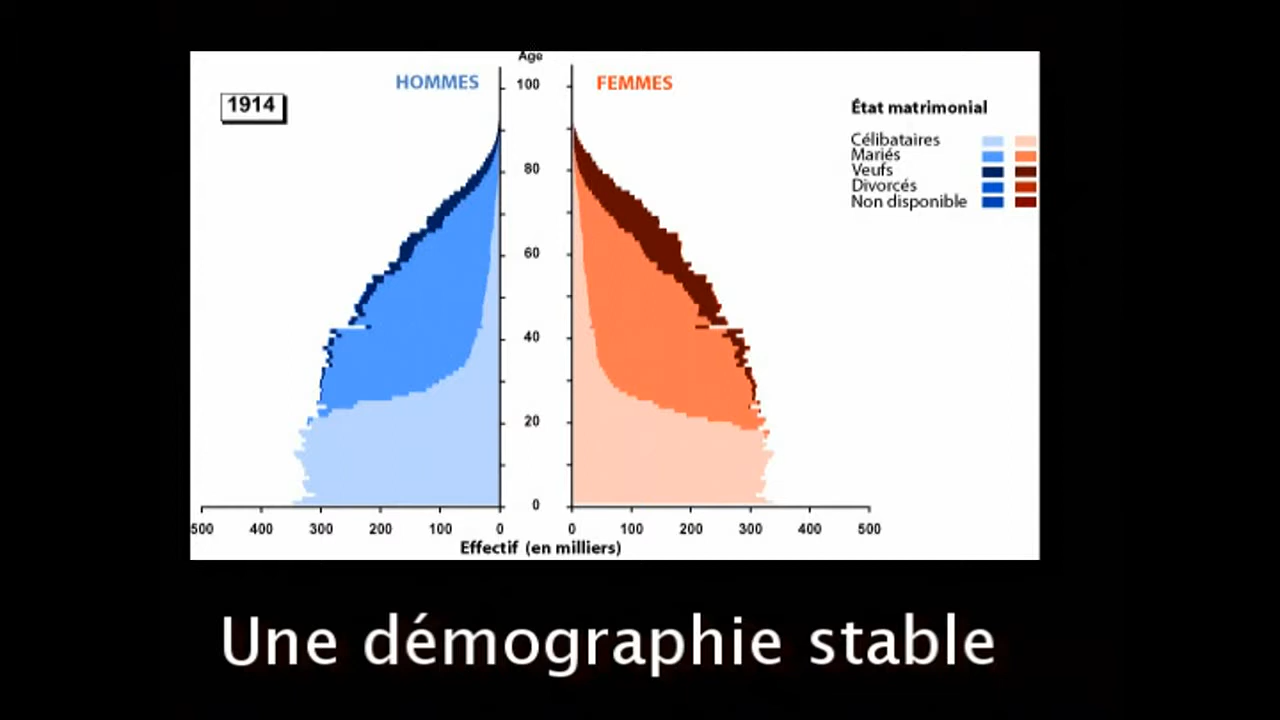 Age
HOMMES
100
FEMMES
1914
État matrimonial
Célibataires
Mariés
Veufs
Divorcés
Non disponible
80
60
40
20
0
500 400 300 200 100 0 0 100 200 300 400 500
Effectif (en milliers)
Une démographie stable